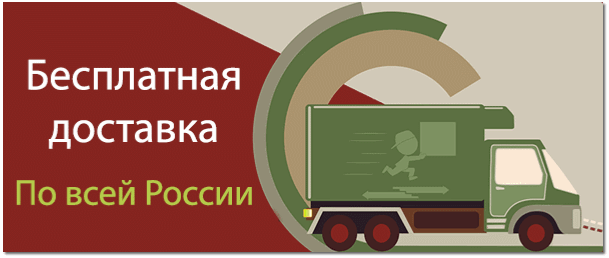 Бесплатная
доставка
По всей России